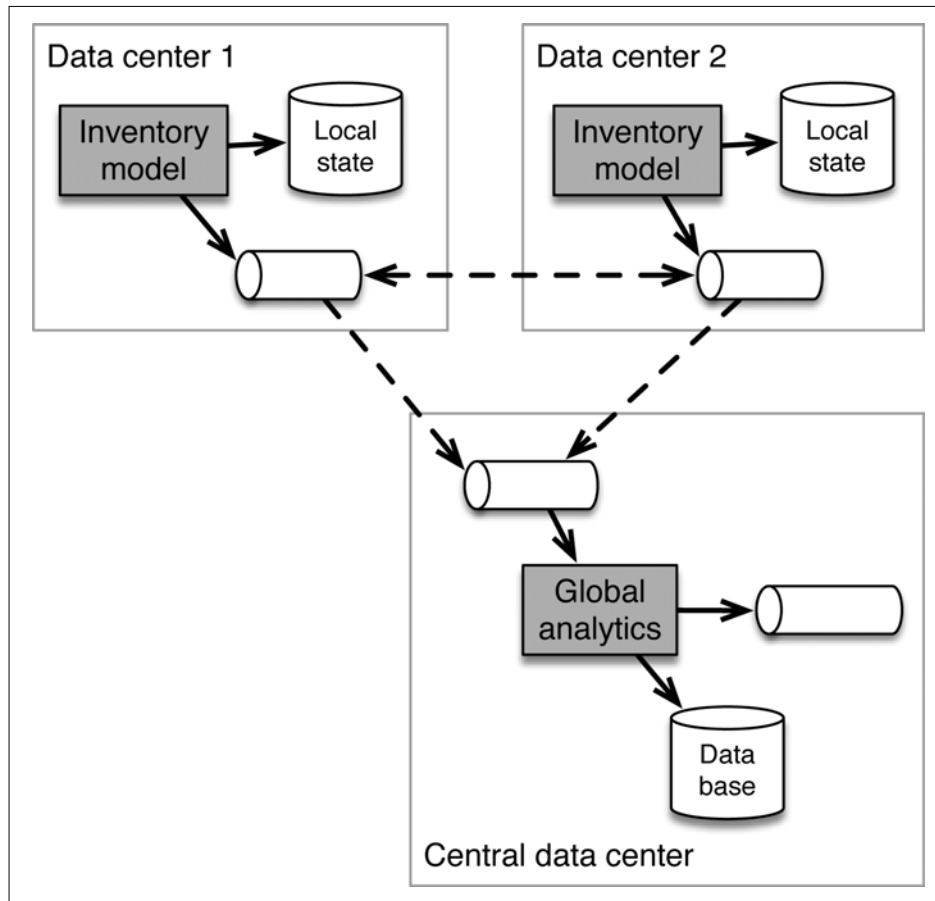 Data center 1
Inventory
model
Local
state
Data center 2
Inventory
model
Local
state
Global
analytics
Data
base
Central data center